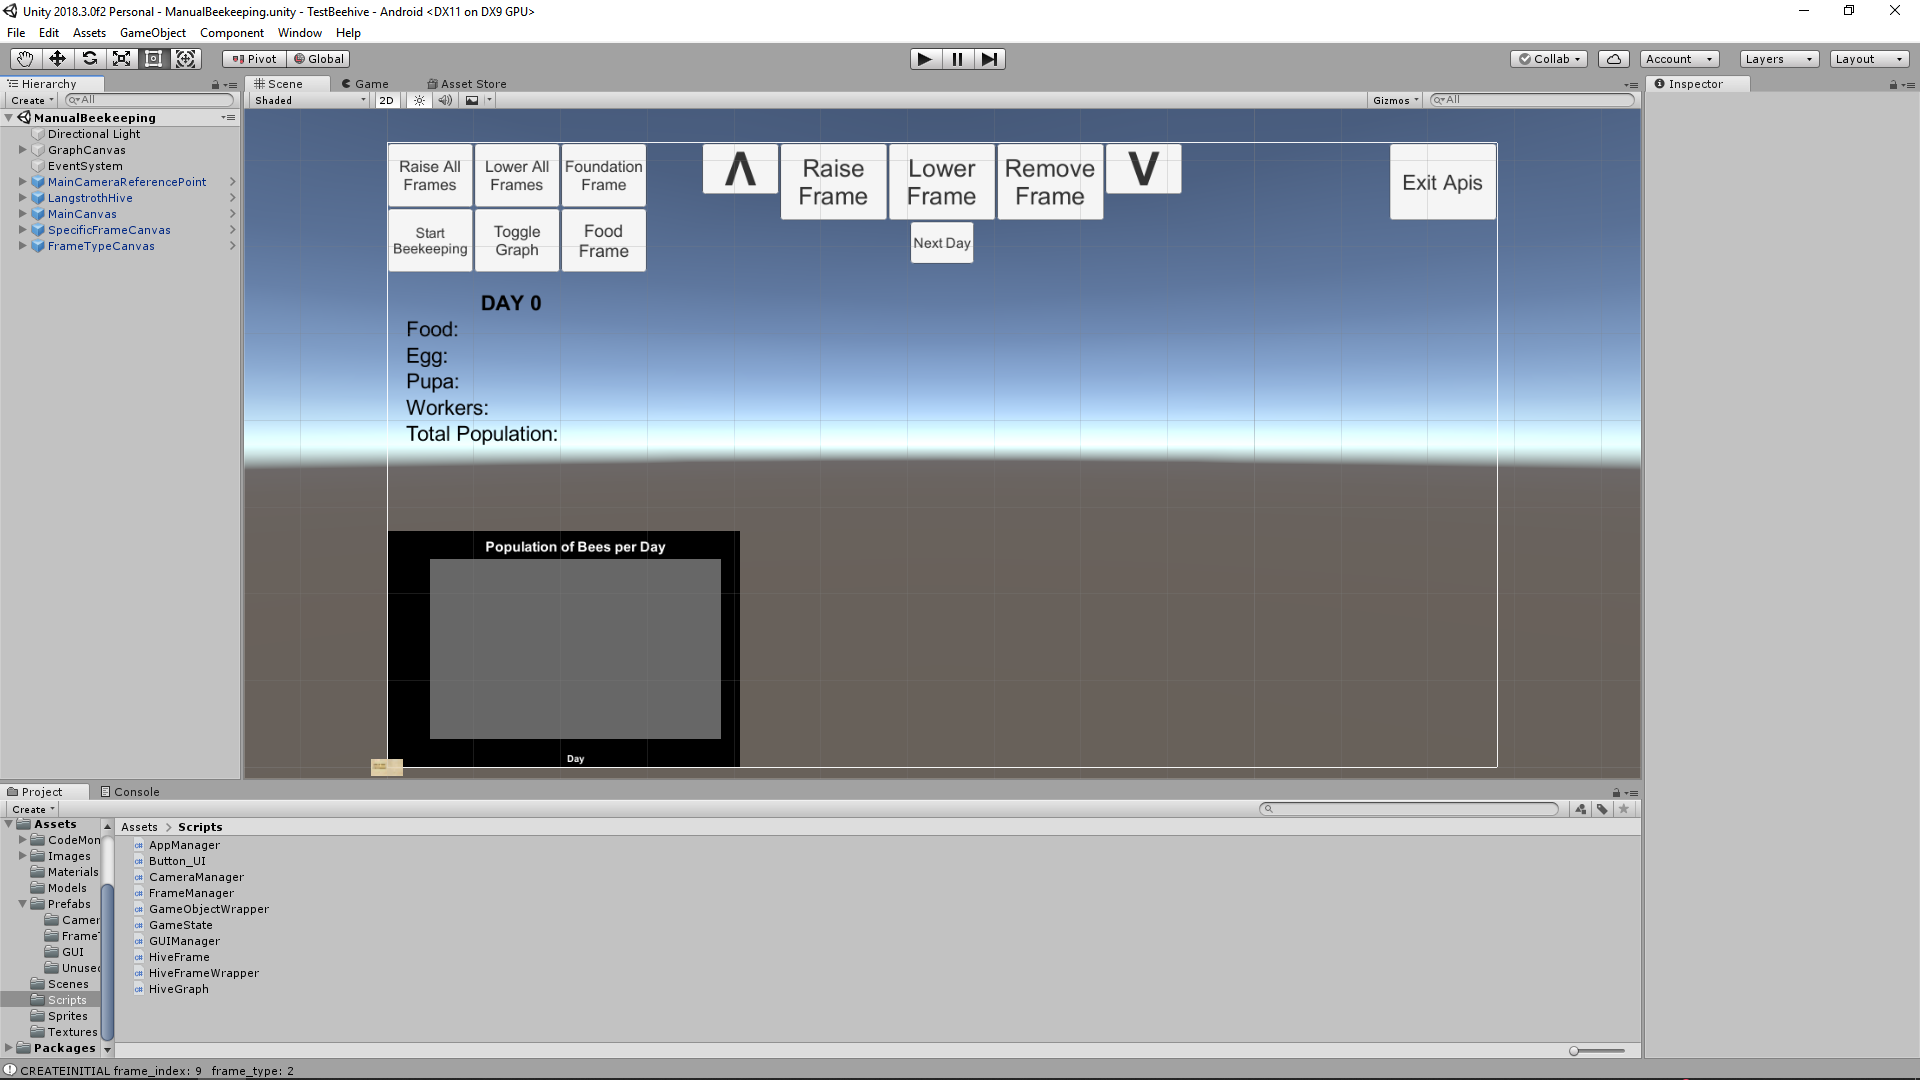 Unity 2018.3.0f2 Personal - ManualBeekeeping.unity - TestBeehive - Android <DX11 on DX9 GPU>
File Edit Assets GameObject Component Window Help
Pivot Global Collab Account Layers Layout
Hierarchy
Create All
ManualBeekeeping
Directional Light
GraphCanvas
EventSystem
MainCameraReferencePoint
LangstrothHive
MainCanvas
SpecificFrameCanvas
FrameTypeCanvas
Scene Game Asset Store
Shaded 2D Gizmos All
Raise All
Frames
Lower All
Frames
Foundation
Frame
Λ
Raise
Frame
Lower
Frame
Remove
Frame
V
Exit Apis
Start
Beekeeping
Toggle
Graph
Food
Frame
Next Day
DAY 0
Food:
Egg:
Pupa:
Workers:
Total Population:
Population of Bees per Day
Day
Inspector
Project Console
Create
Assets
CodeMon
Images
Materials
Models
Prefabs
Camer
FrameT
GUI
Unused
Scenes
Scripts
Sprites
Textures
Packages
Assets > Scripts
AppManager
Button_UI
CameraManager
FrameManager
GameObjectWrapper
GameState
GUIManager
HiveFrame
HiveFrameWrapper
HiveGraph
CREATEINITIAL frame_index: 9 frame_type: 2